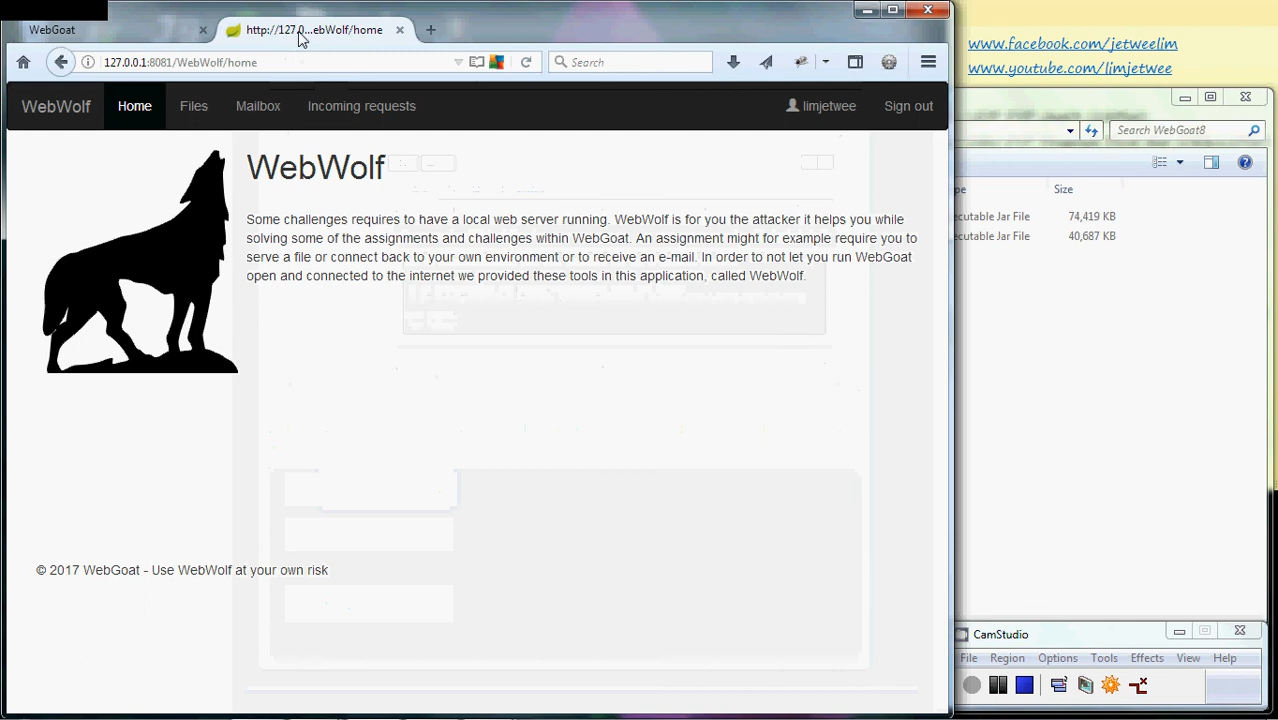 WebGoat
http://127.0...ebWolf/home
www.facebook.com/jetweelim
www.youtube.com/limjetwee
127.0.0.1:8081/WebWolf/home
Search
WebWolf Home Files Mailbox Incoming requests limjetwee Sign out
Search WebGoat8
WebWolf
Some challenges requires to have a local web server running. WebWolf is for you the attacker it helps you while
solving some of the assignments and challenges within WebGoat. An assignment might for example require you to
serve a file or connect back to your own environment or to receive an e-mail. In order to not let you run WebGoat
open and connected to the internet we provided these tools in this application, called WebWolf.
© 2017 WebGoat - Use WebWolf at your own risk
pe Size
ecutable Jar File 74,419 KB
ecutable Jar File 40,687 KB
CamStudio
File Region Options Tools Effects View Help